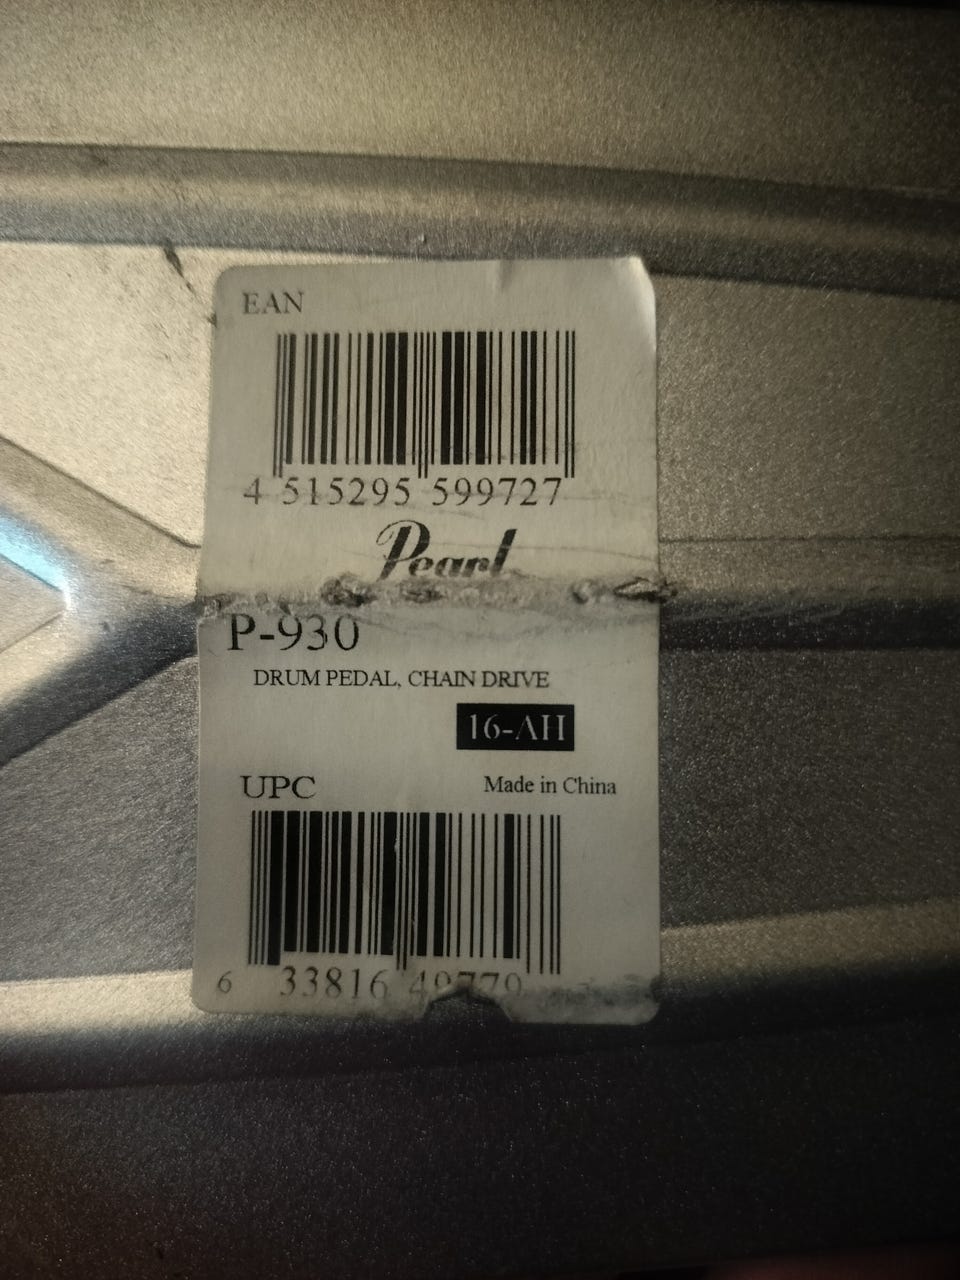 EAN
4 515295 599727
Pearl
P-930
DRUM PEDAL, CHAIN DRIVE
16-AH
UPC
Made in China
6 33816